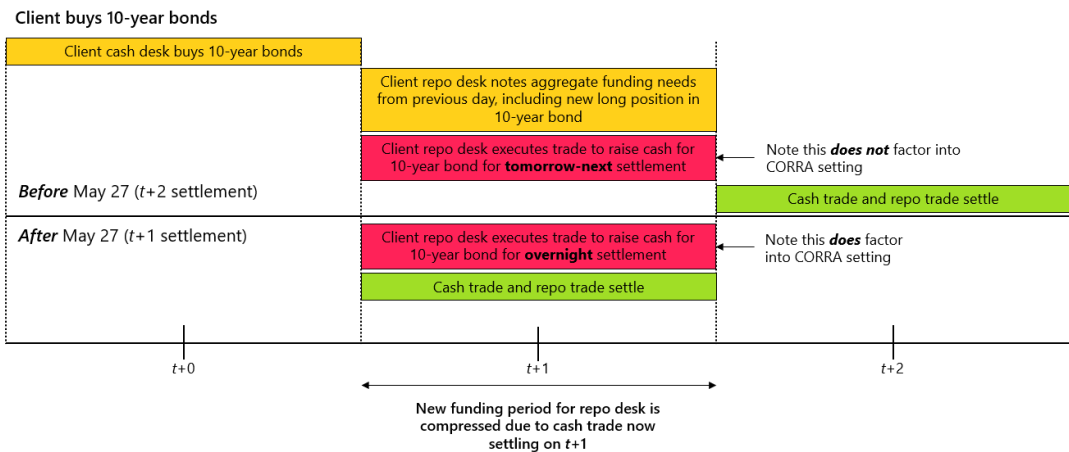 Client buys 10-year bonds
Client cash desk buys 10-year bonds
Client repo desk notes aggregate funding needs
from previous day, including new long position in
10-year bond
Client repo desk executes trade to raise cash for
10-year bond for tomorrow-next settlement
Note this does not factor into
CORRA setting
Before May 27 (t+2 settlement)
Cash trade and repo trade settle
After May 27 (t+1 settlement)
Client repo desk executes trade to raise cash for
10-year bond for overnight settlement
Note this does factor
into CORRA setting
Cash trade and repo trade settle
t+0
t+1
t+2
New funding period for repo desk is
compressed due to cash trade now
settling on t+1